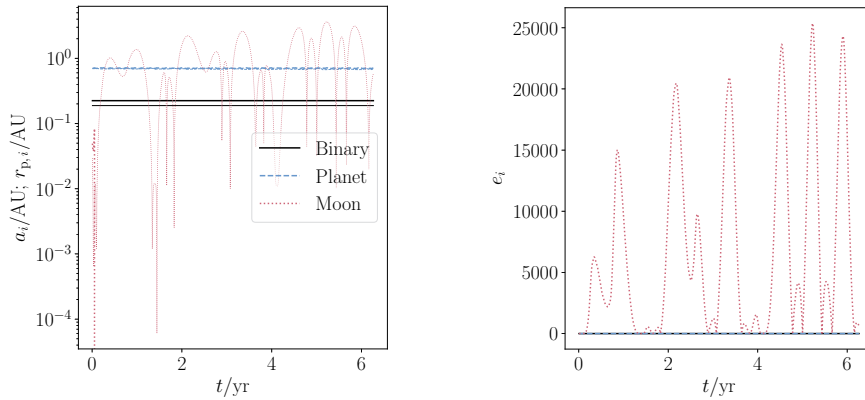 10^0
10^{-1}
10^{-2}
10^{-3}
10^{-4}
a_i/AU; r_{p,i}/AU
Binary
Planet
Moon
0 2 4 6
t/yr
25000
20000
15000
10000
5000
0
e_i
0 2 4 6
t/yr